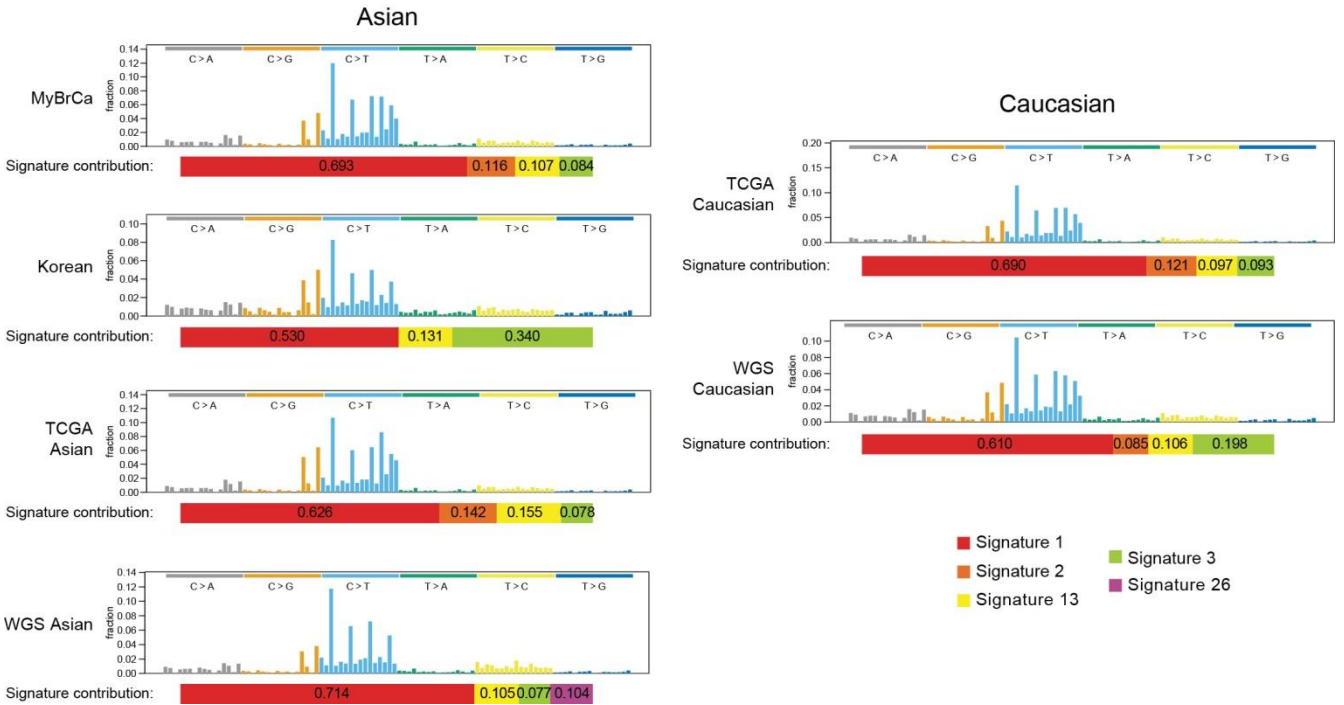 Asian
MyBrCa
fraction
0.14
0.12
0.10
0.08
0.06
0.04
0.02
0.00
C>A C>G C>T T>A T>C T>G
Signature contribution: 0.693 0.116 0.107 0.084
Korean
fraction
0.10
0.08
0.06
0.04
0.02
0.00
C>A C>G C>T T>A T>C T>G
Signature contribution: 0.530 0.131 0.340
TCGA
Asian
fraction
0.14
0.12
0.10
0.08
0.06
0.04
0.02
0.00
C>A C>G C>T T>A T>C T>G
Signature contribution: 0.626 0.142 0.155 0.078
WGS Asian
fraction
0.14
0.12
0.10
0.08
0.06
0.04
0.02
0.00
C>A C>G C>T T>A T>C T>G
Signature contribution: 0.714 0.105 0.077 0.104
Caucasian
TCGA
Caucasian
fraction
0.20
0.15
0.10
0.05
0.00
C>A C>G C>T T>A T>C T>G
Signature contribution: 0.690 0.121 0.097 0.093
WGS
Caucasian
fraction
0.10
0.08
0.06
0.04
0.02
0.00
C>A C>G C>T T>A T>C T>G
Signature contribution: 0.610 0.085 0.106 0.198
Signature 1
Signature 2
Signature 13
Signature 3
Signature 26